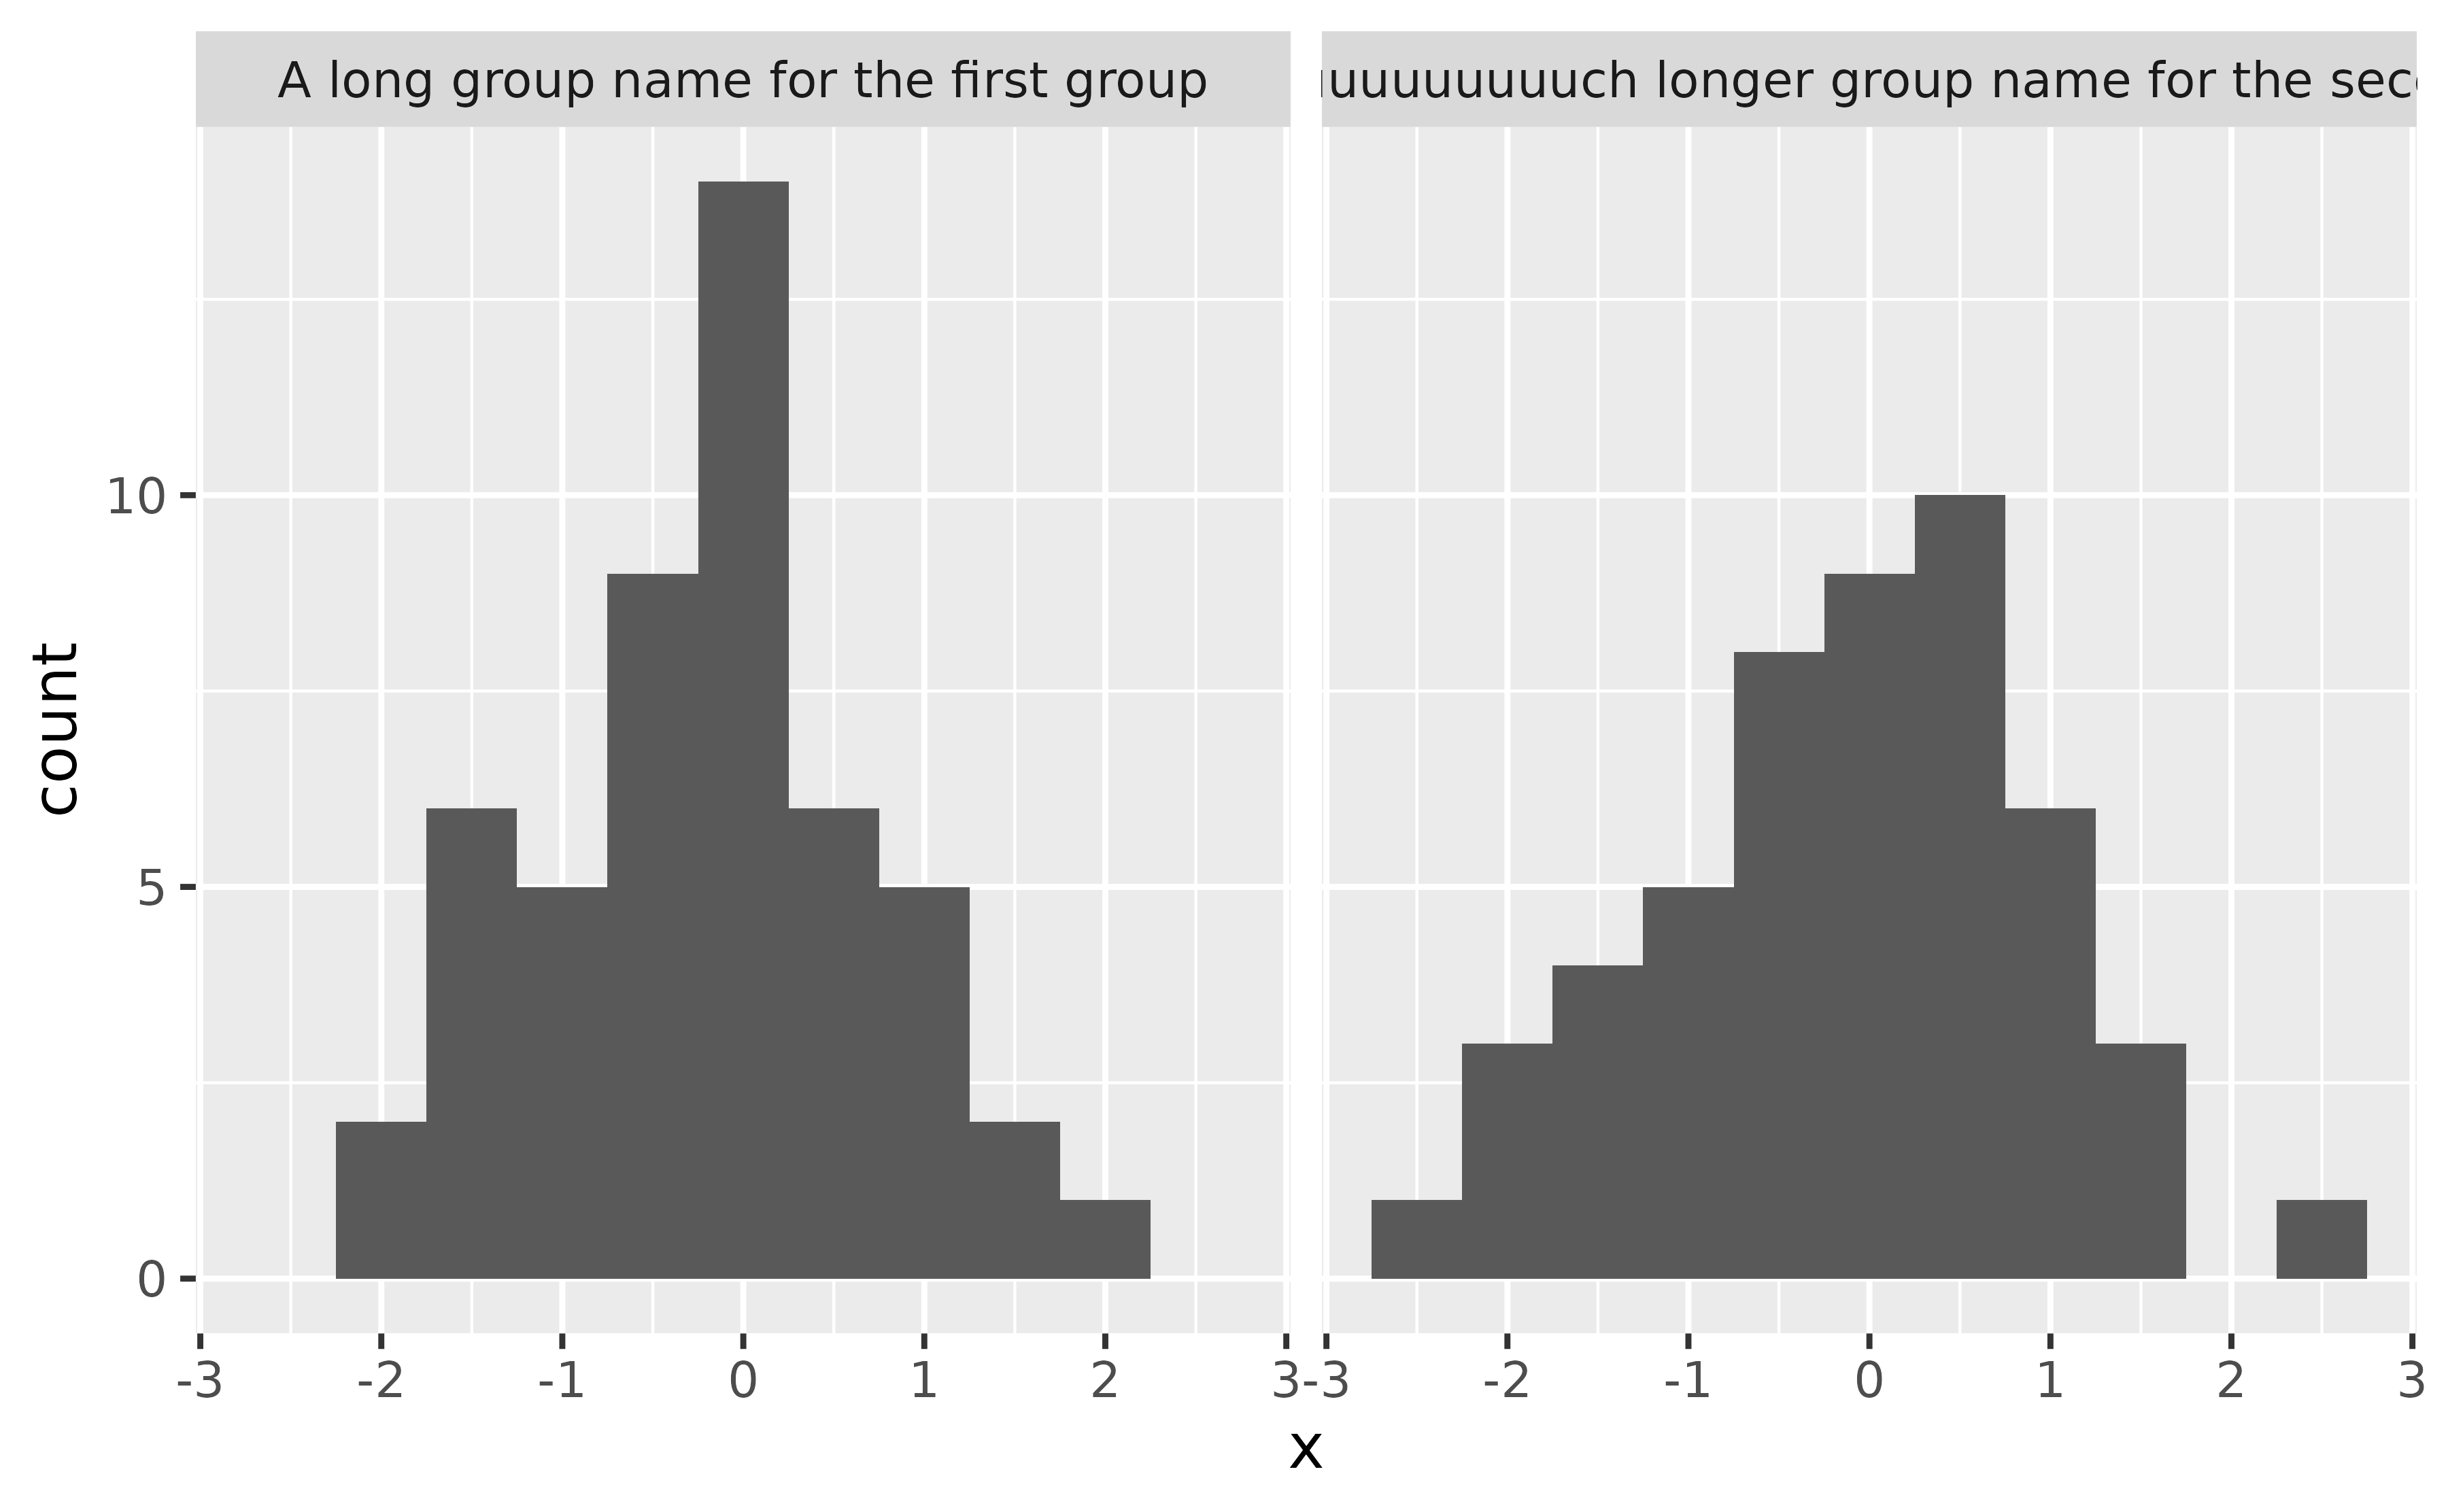 A long group name for the first group
uuuuuuuuch longer group name for the sec
10
5
0
count
-3 -2 -1 0 1 2 3
-3 -2 -1 0 1 2 3
x